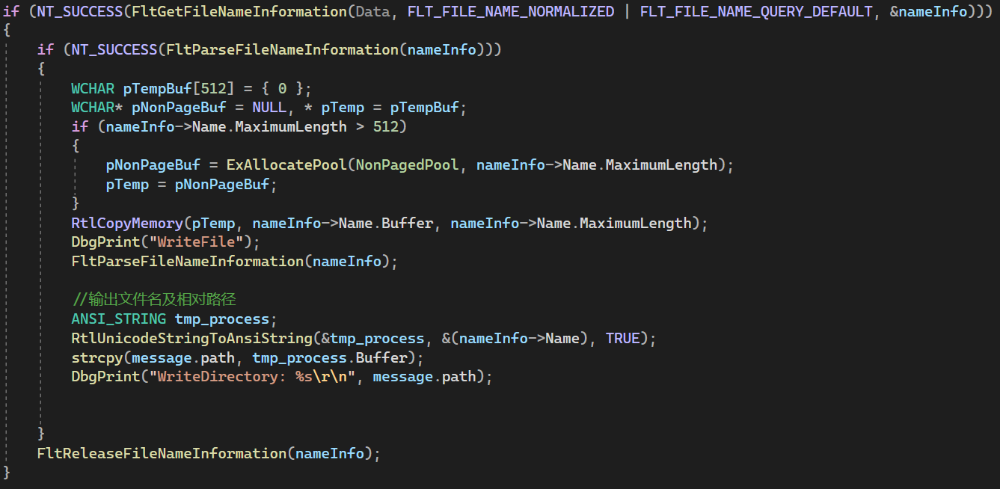 if (NT_SUCCESS(FltGetFileNameInformation(Data, FLT_FILE_NAME_NORMALIZED | FLT_FILE_NAME_QUERY_DEFAULT, &nameInfo)))
{
    if (NT_SUCCESS(FltParseFileNameInformation(nameInfo)))
    {
        WCHAR pTempBuf[512] = { 0 };
        WCHAR* pNonPageBuf = NULL, * pTemp = pTempBuf;
        if (nameInfo->Name.MaximumLength > 512)
        {
            pNonPageBuf = ExAllocatePool(NonPagedPool, nameInfo->Name.MaximumLength);
            pTemp = pNonPageBuf;
        }
        RtlCopyMemory(pTemp, nameInfo->Name.Buffer, nameInfo->Name.MaximumLength);
        DbgPrint("WriteFile");
        FltParseFileNameInformation(nameInfo);
        //输出文件名及相对路径
        ANSI_STRING tmp_process;
        RtlUnicodeStringToAnsiString(&tmp_process, &(nameInfo->Name), TRUE);
        strcpy(message.path, tmp_process.Buffer);
        DbgPrint("WriteDirectory: %s\r\n", message.path);
    }
    FltReleaseFileNameInformation(nameInfo);
}